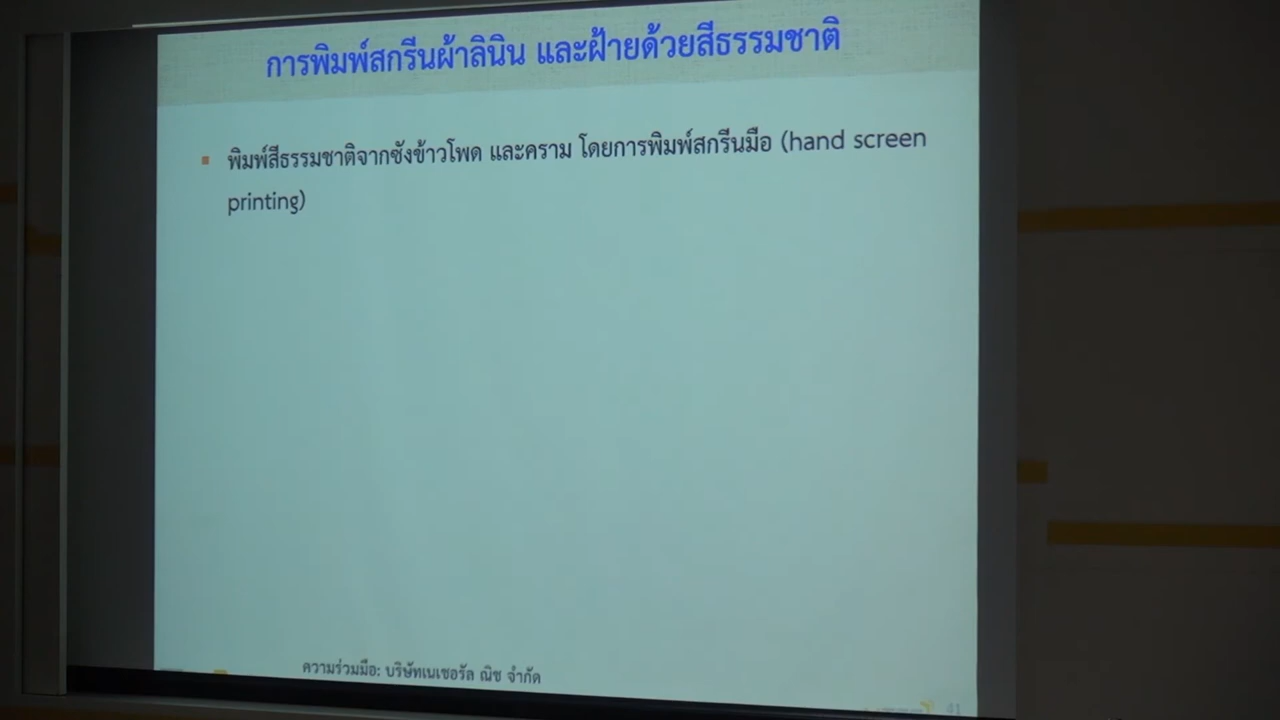 การพิมพ์สกรีนผ้าลินิน และฝ้ายด้วยสีธรรมชาติ
▪ พิมพ์สีธรรมชาติจากซังข้าวโพด และคราม โดยการพิมพ์สกรีนมือ (hand screen
printing)
ความร่วมมือ: บริษัทเนเชอรัล ณิช จำกัด
41